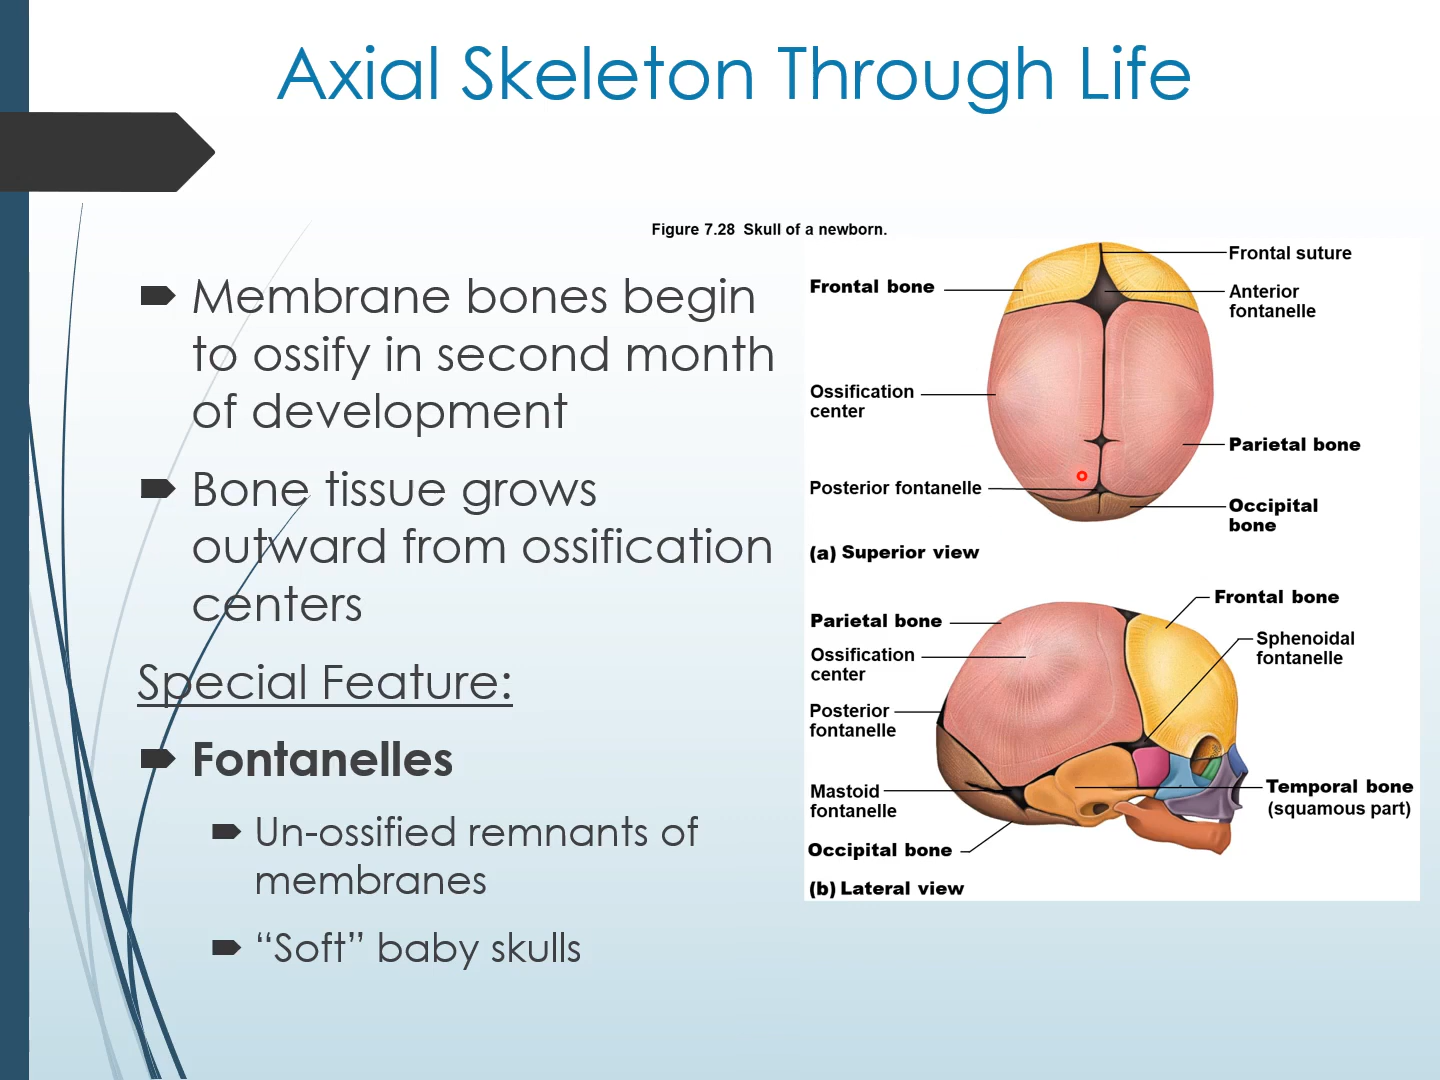 Axial Skeleton Through Life
Membrane bones begin
to ossify in second month
of development
Bone tissue grows
outward from ossification
centers
Special Feature:
Fontanelles
Un-ossified remnants of
membranes
“Soft” baby skulls
Figure 7.28 Skull of a newborn.
Frontal suture
Frontal bone
Anterior
fontanelle
Ossification
center
Parietal bone
Posterior fontanelle
Occipital
bone
(a) Superior view
Frontal bone
Parietal bone
Sphenoidal
fontanelle
Ossification
center
Posterior
fontanelle
Mastoid
fontanelle
Temporal bone
(squamous part)
Occipital bone
(b) Lateral view